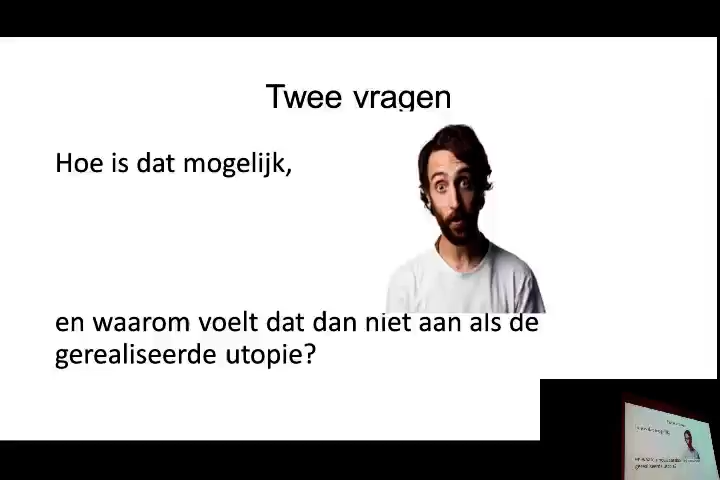 Twee vragen
Hoe is dat mogelijk,
en waarom voelt dat dan niet aan als de
gerealiseerde utopie?